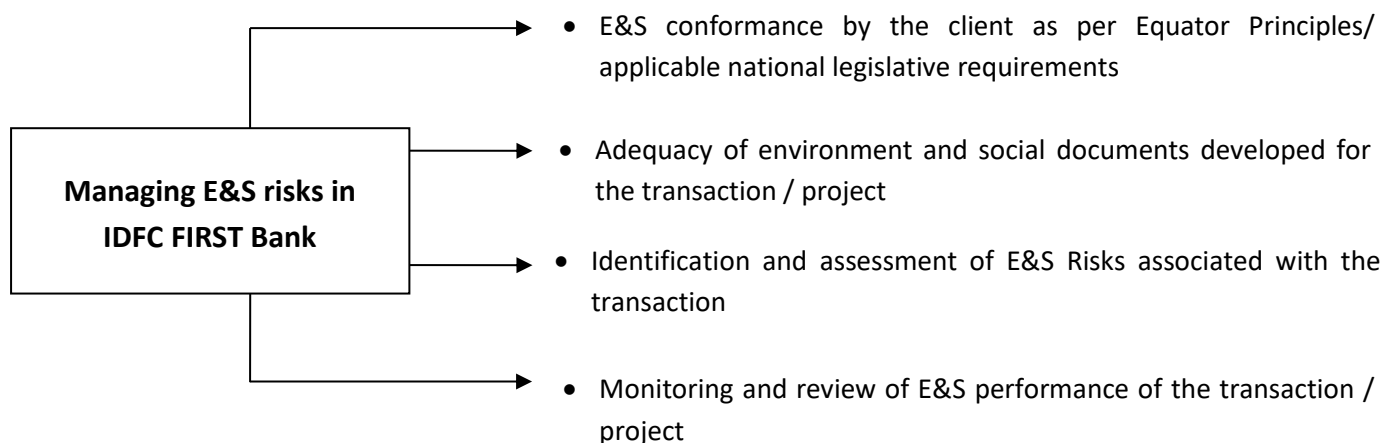 • E&S conformance by the client as per Equator Principles/
applicable national legislative requirements
• Adequacy of environment and social documents developed for
the transaction / project
Managing E&S risks in
IDFC FIRST Bank
• Identification and assessment of E&S Risks associated with the
transaction
• Monitoring and review of E&S performance of the transaction /
project